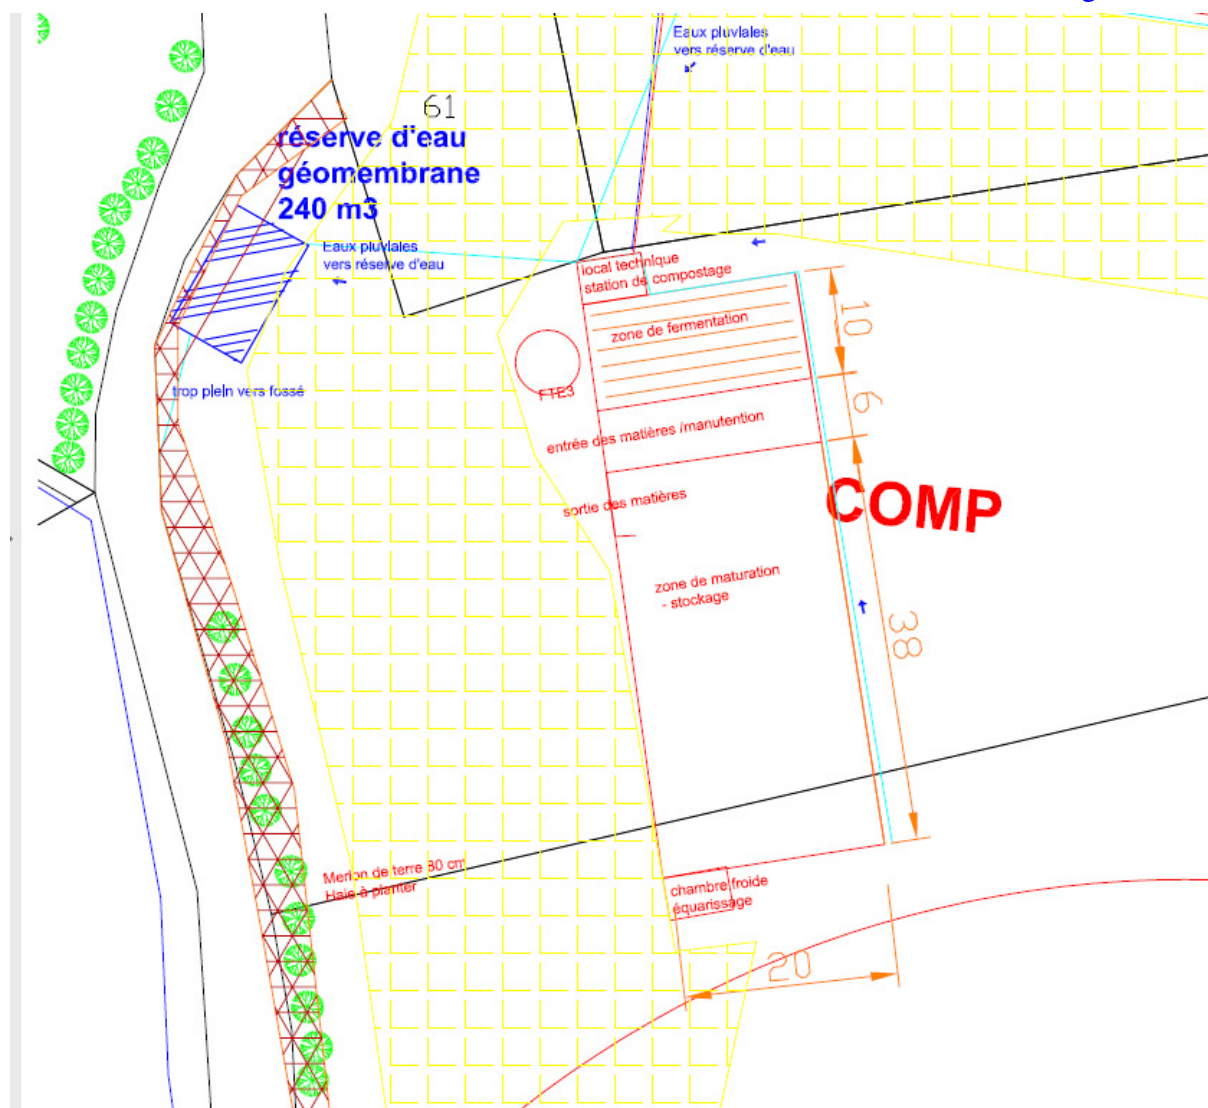 Eaux pluviales
vers réserve d'eau
61
réserve d'eau
géomembrane
240 m3
Eaux pluviales
vers réserve d'eau
local technique
station de compostage
zone de fermentation
10
FTE3
trop plein vers fossé
6
entrée des matières /manutention
sortie des matières
COMP
zone de maturation
- stockage
38
Merlon de terre 80 cm
Haie à planter
chambre froide
équarissage
20